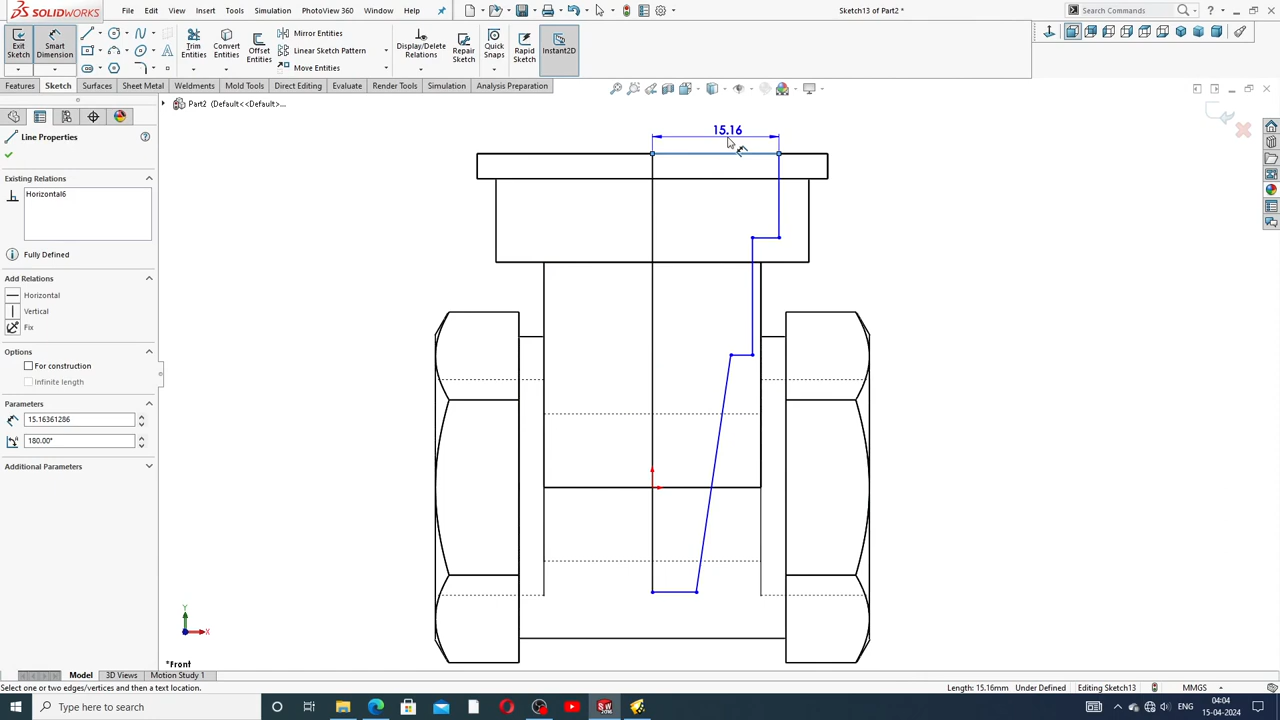 SOLIDWORKS
File
Edit
View
Insert
Tools
Simulation
PhotoView 360
Window
Help
Sketch13 of Part2 *
Search Commands
Exit Sketch
Smart Dimension
Trim Entities
Convert Entities
Offset Entities
Mirror Entities
Linear Sketch Pattern
Move Entities
Display/Delete Relations
Repair Sketch
Quick Snaps
Rapid Sketch
Instant2D
Features
Sketch
Surfaces
Sheet Metal
Weldments
Mold Tools
Direct Editing
Evaluate
Render Tools
Simulation
Analysis Preparation
Part2 (Default<<Default>...
Line Properties
Existing Relations
Horizontal6
Fully Defined
Add Relations
Horizontal
Vertical
Fix
Options
For construction
Infinite length
Parameters
15.16361286
180.00°
Additional Parameters
15.16
Y
X
*Front
Model
3D Views
Motion Study 1
Select one or two edges/vertices and then a text location.
Length: 15.16mm
Under Defined
Editing Sketch13
MMGS
Type here to search
ENG
04:04
15-04-2024